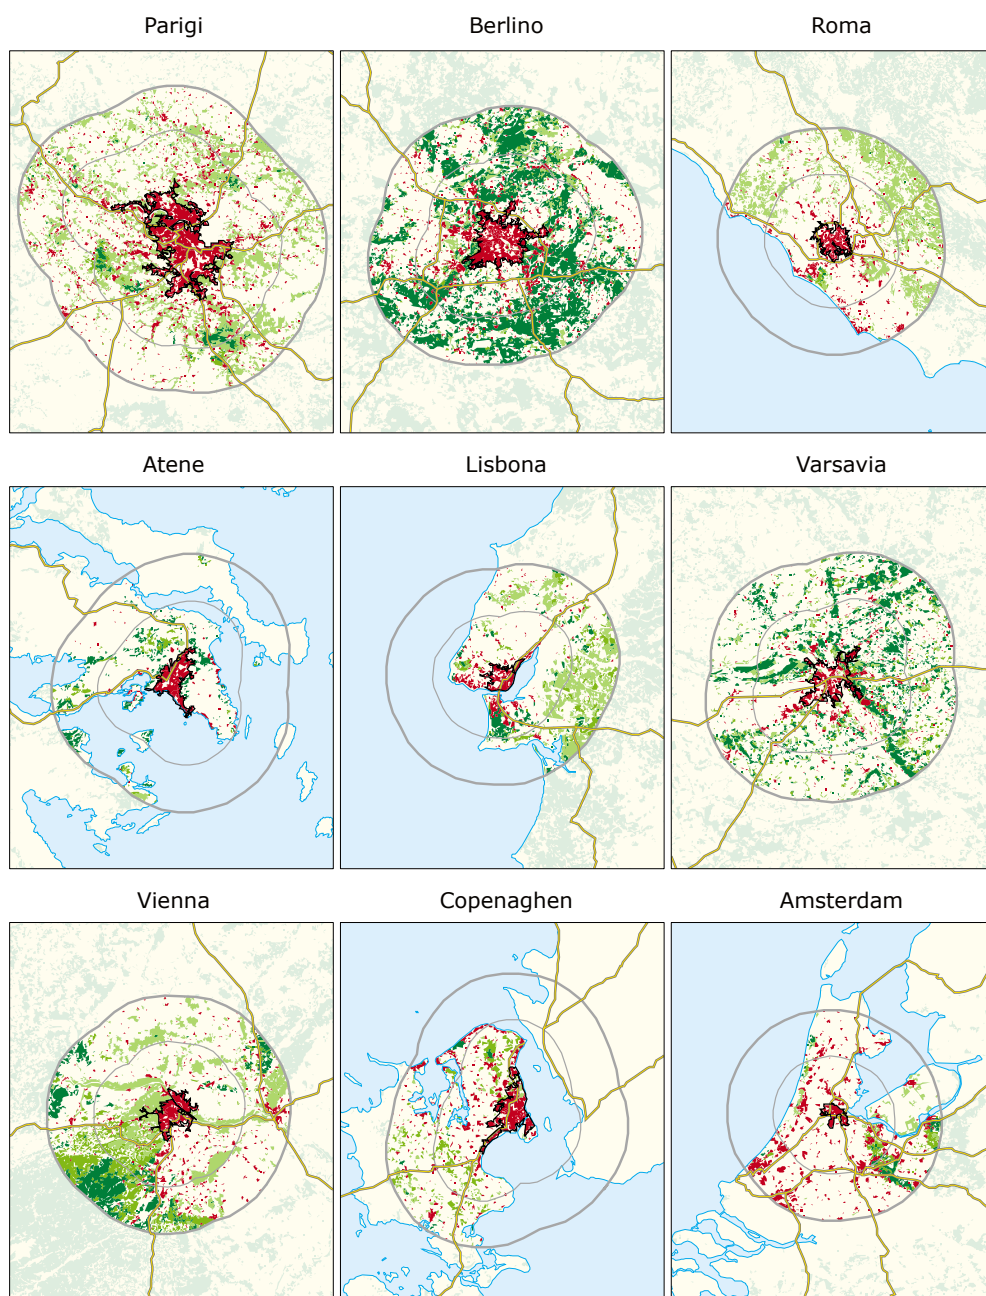 Parigi
Berlino
Roma
Atene
Lisbona
Varsavia
Vienna
Copenaghen
Amsterdam